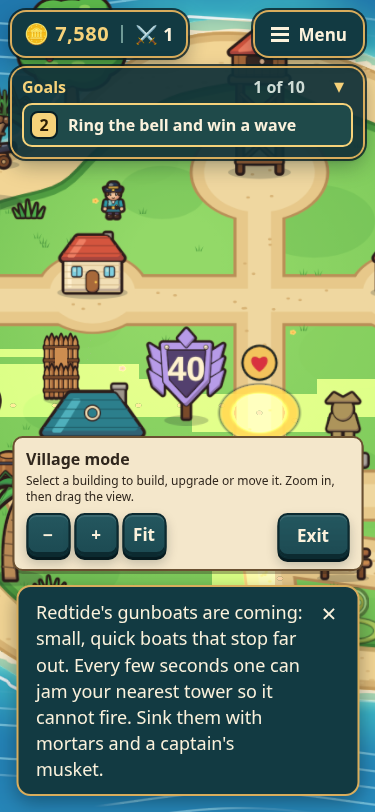 7,580 | 1
Menu
Goals
1 of 10
2 Ring the bell and win a wave
40
Village mode
Select a building to build, upgrade or move it. Zoom in,
then drag the view.
− + Fit
Exit
Redtide's gunboats are coming:
small, quick boats that stop far
out. Every few seconds one can
jam your nearest tower so it
cannot fire. Sink them with
mortars and a captain's
musket.